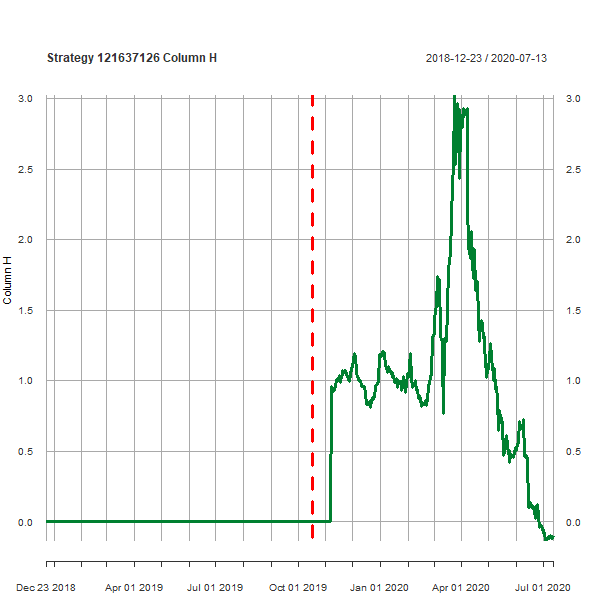 Strategy 121637126 Column H
2018-12-23 / 2020-07-13
3.0
3.0
2.5
2.5
2.0
2.0
1.5
1.5
1.0
1.0
0.5
0.5
0.0
0.0
Column H
Dec 23 2018
Apr 01 2019
Jul 01 2019
Oct 01 2019
Jan 01 2020
Apr 01 2020
Jul 01 2020